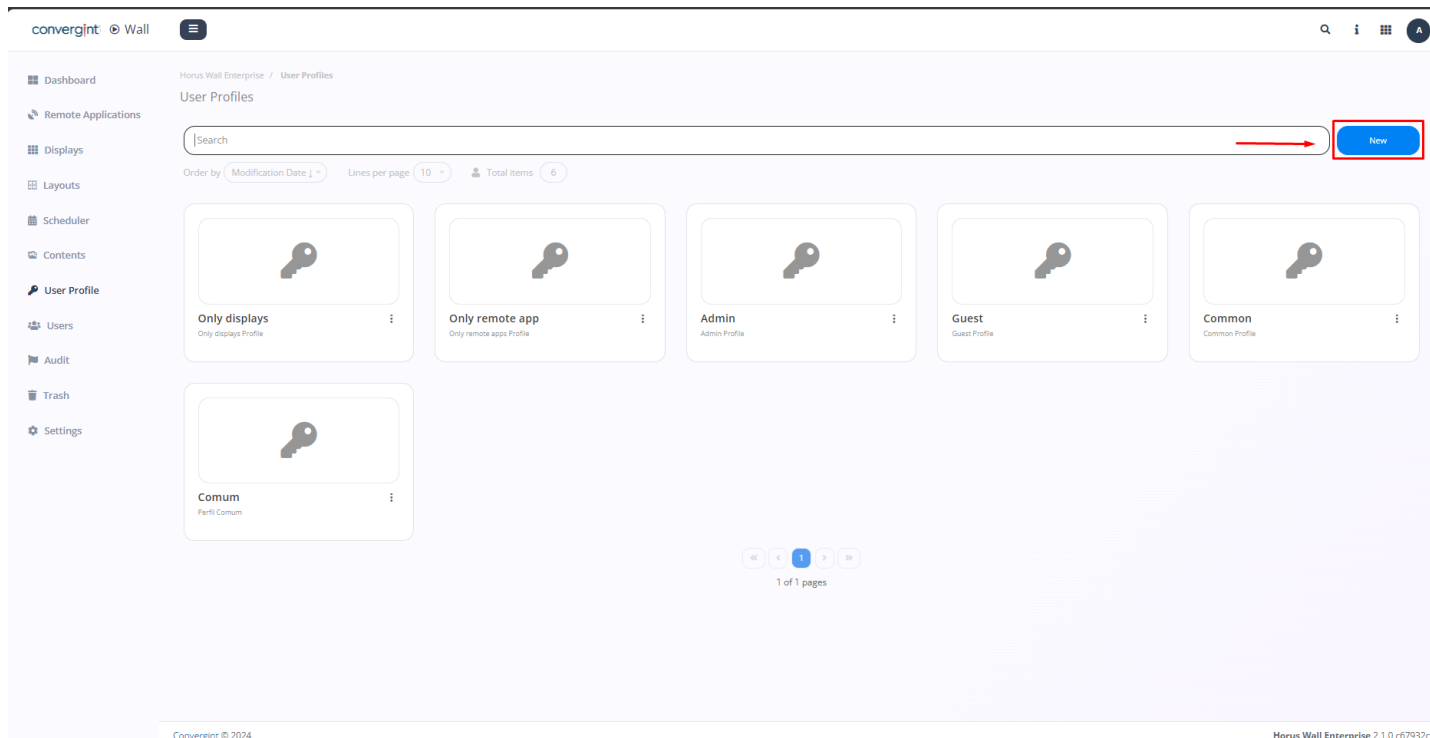 convergint Wall
A
Dashboard
Remote Applications
Displays
Layouts
Scheduler
Contents
User Profile
Users
Audit
Trash
Settings
Horus Wall Enterprise / User Profiles
User Profiles
Search
New
Order by Modification Date ↓ Lines per page 10 Total items 6
Only displays
Only displays Profile
Only remote app
Only remote apps Profile
Admin
Admin Profile
Guest
Guest Profile
Common
Common Profile
Comum
Perfil Comum
« ‹ 1 › »
1 of 1 pages
Convergint © 2024
Horus Wall Enterprise 2.1.0 c67932c